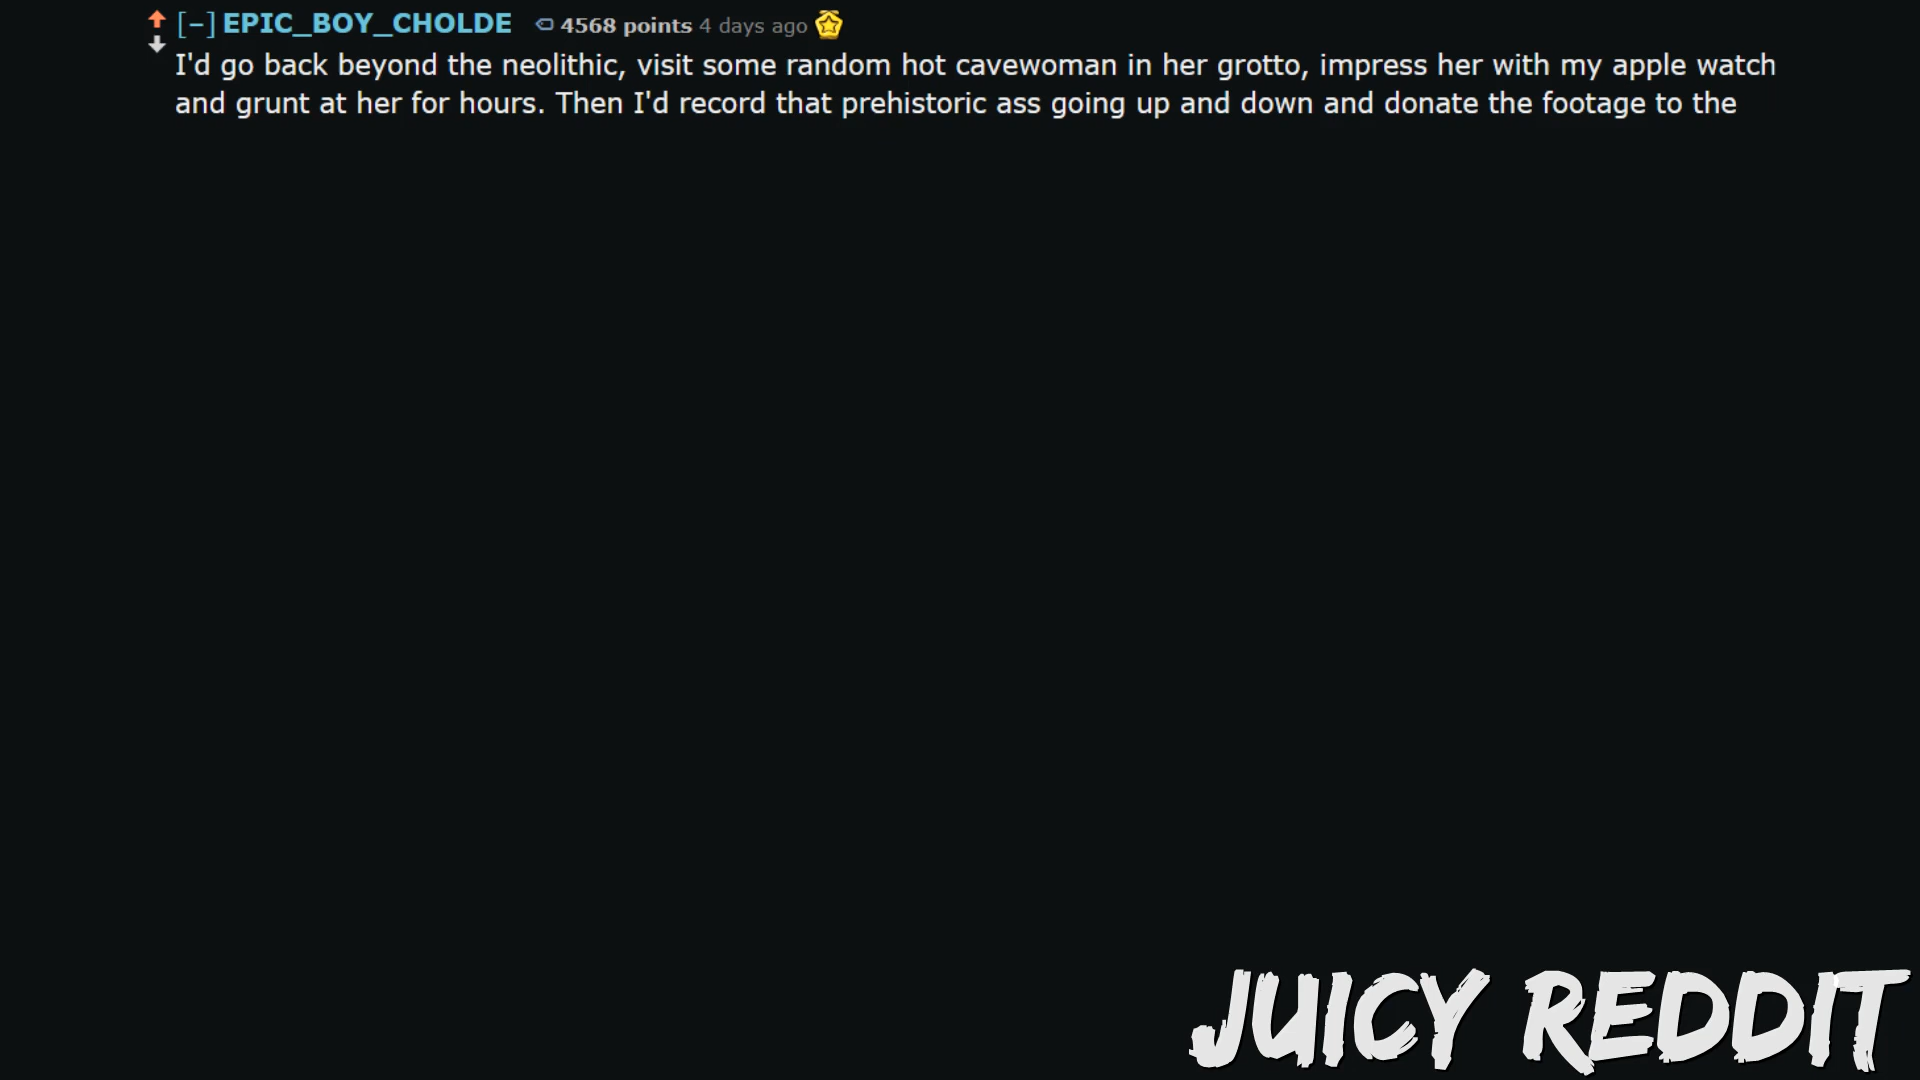 [–] EPIC_BOY_CHOLDE 4568 points 4 days ago
I'd go back beyond the neolithic, visit some random hot cavewoman in her grotto, impress her with my apple watch
and grunt at her for hours. Then I'd record that prehistoric ass going up and down and donate the footage to the
JUICY REDDIT